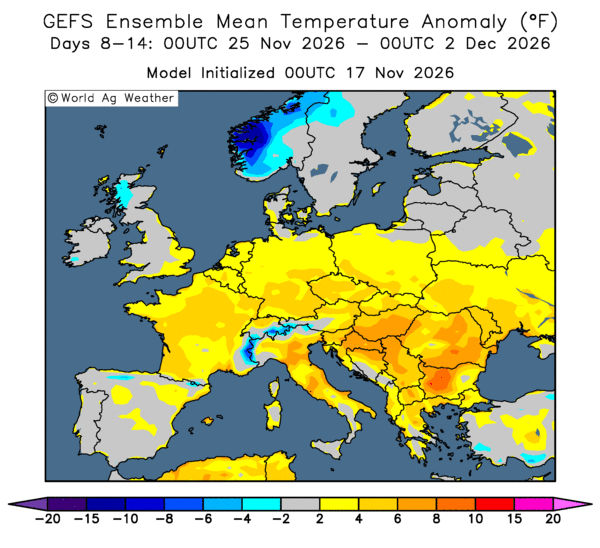 GEFS Ensemble Mean Temperature Anomaly (°F)
Days 8–14: 00UTC 25 Nov 2026 – 00UTC 2 Dec 2026
Model Initialized 00UTC 17 Nov 2026
© World Ag Weather
−20 −15 −10 −8 −6 −4 −2 2 4 6 8 10 15 20